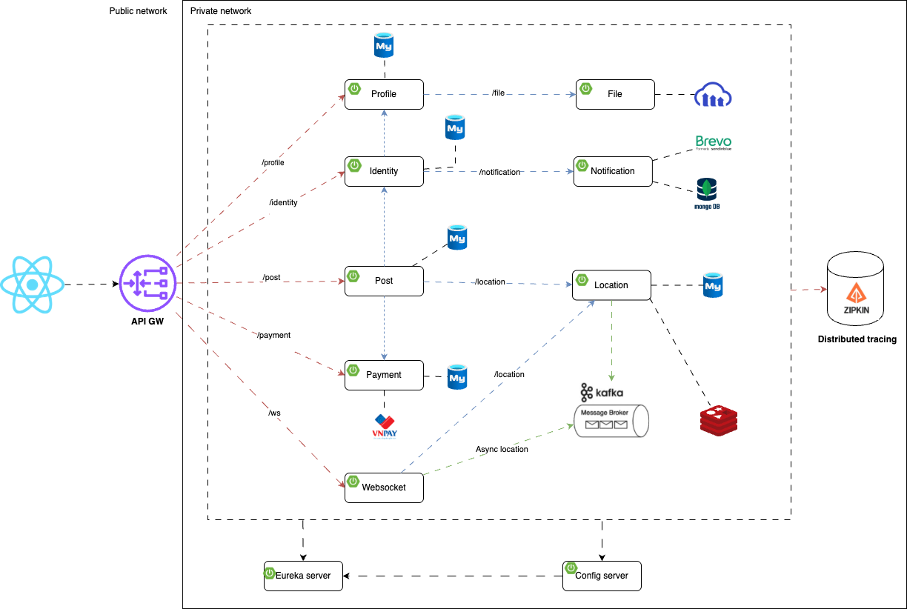 Public network
Private network
My
Profile
/file
File
My
Brevo
formerly sendinblue
/profile
Identity
/notification
Notification
mongo DB
/identity
My
/post
Post
/location
Location
My
API GW
ZIPKIN
Distributed tracing
/payment
Payment
My
/location
kafka
Message Broker
/ws
VNPAY
Async location
Websocket
Eureka server
Config server